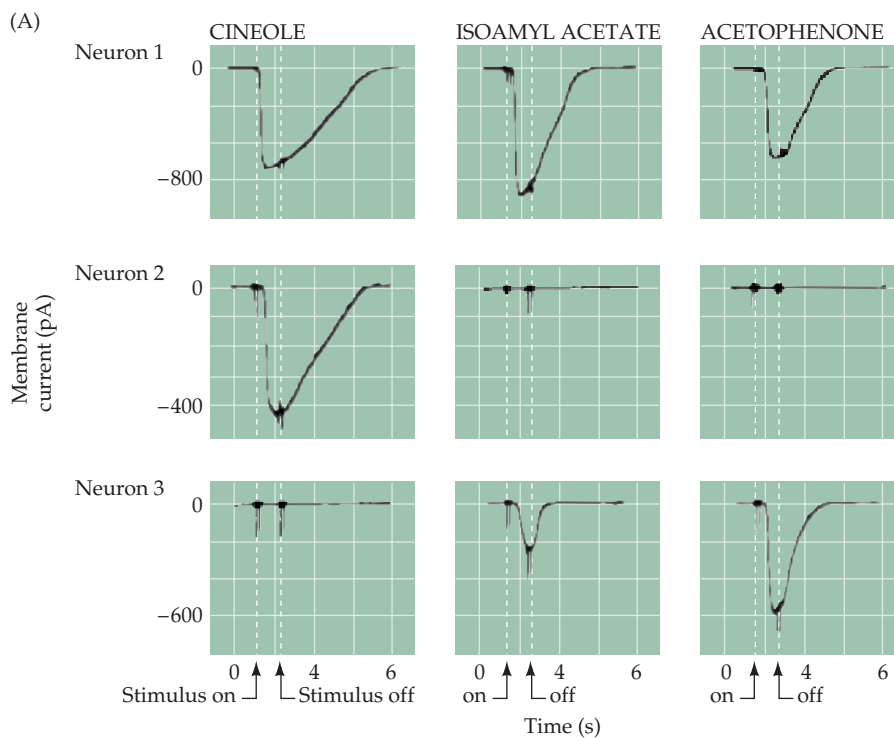 (A)
CINEOLE ISOAMYL ACETATE ACETOPHENONE
Neuron 1
0
−800
Neuron 2
0
−400
Neuron 3
0
−600
Membrane
current (pA)
0 4 6 0 4 6 0 4 6
Stimulus on Stimulus off on off on off
Time (s)